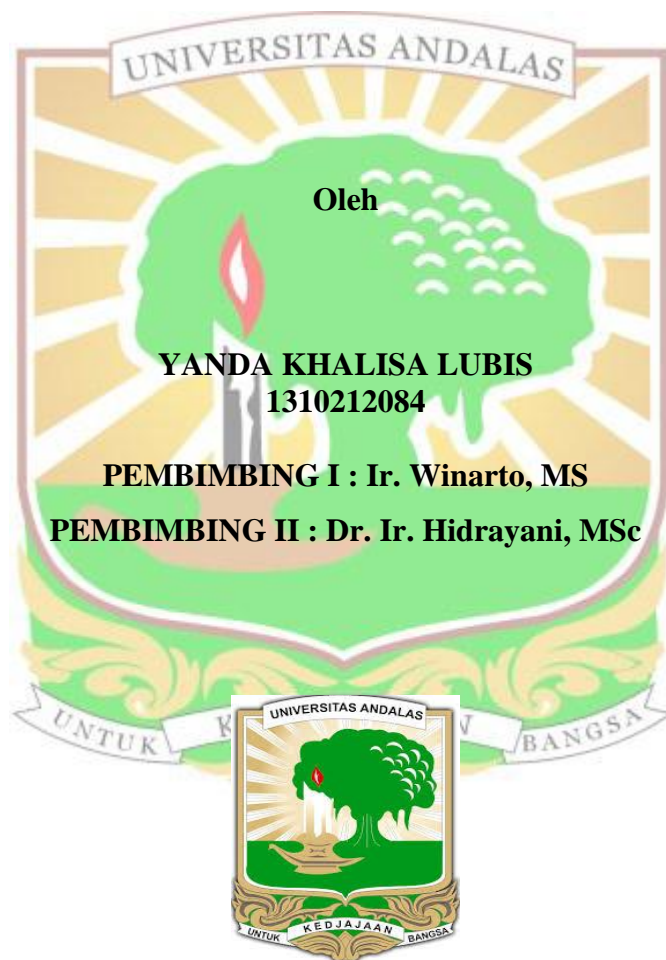 UNIVERSITAS ANDALAS
Oleh
YANDA KHALISA LUBIS
1310212084
PEMBIMBING I : Ir. Winarto, MS
PEMBIMBING II : Dr. Ir. Hidrayani, MSc
UNTUK BANGSA
UNIVERSITAS ANDALAS
UNTUK KEDJAJAAN BANGSA